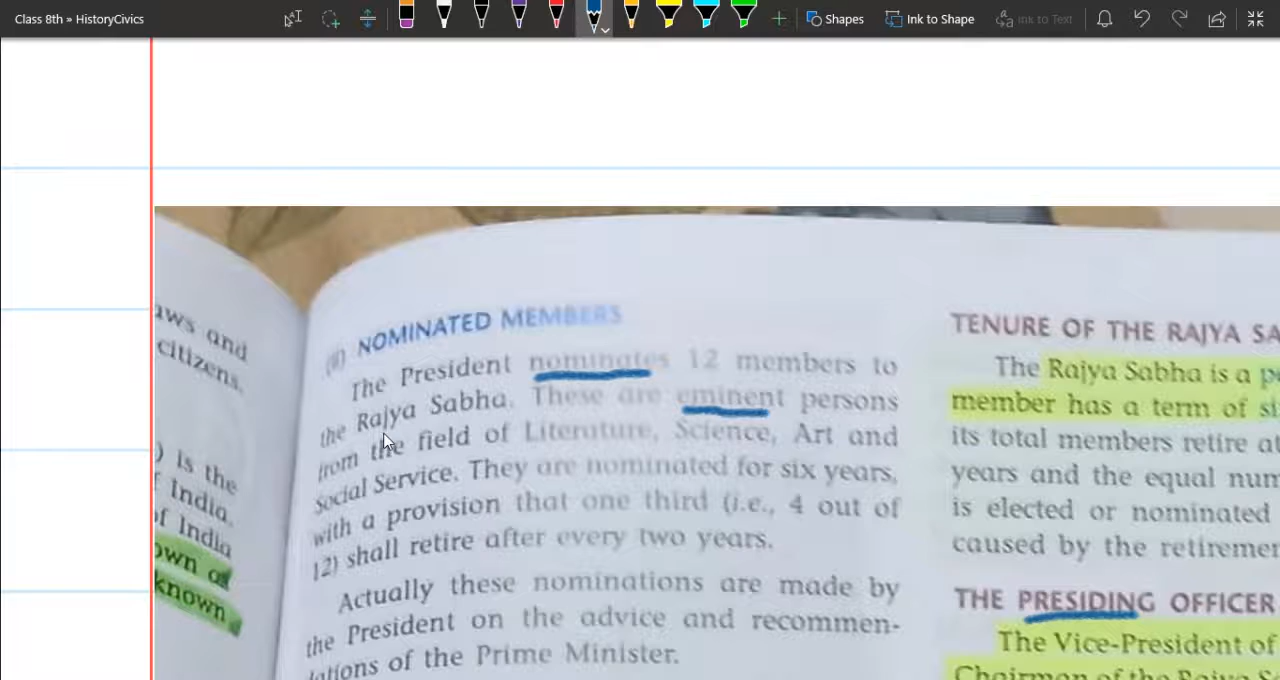 Class 8th » HistoryCivics
Shapes
Ink to Shape
Ink to Text
aws and
citizens.
) is the
India.
of India
own as
known
(ii) NOMINATED MEMBERS
The President nominates 12 members to
the Rajya Sabha. These are eminent persons
from the field of Literature, Science, Art and
social Service. They are nominated for six years,
with a provision that one third (i.e., 4 out of
12) shall retire after every two years.
Actually these nominations are made by
the President on the advice and recommen-
dations of the Prime Minister.
TENURE OF THE RAJYA SA
The Rajya Sabha is a pe
member has a term of si
its total members retire at
years and the equal num
is elected or nominated
caused by the retiremen
THE PRESIDING OFFICER
The Vice-President of
Chairman of the Rajya S